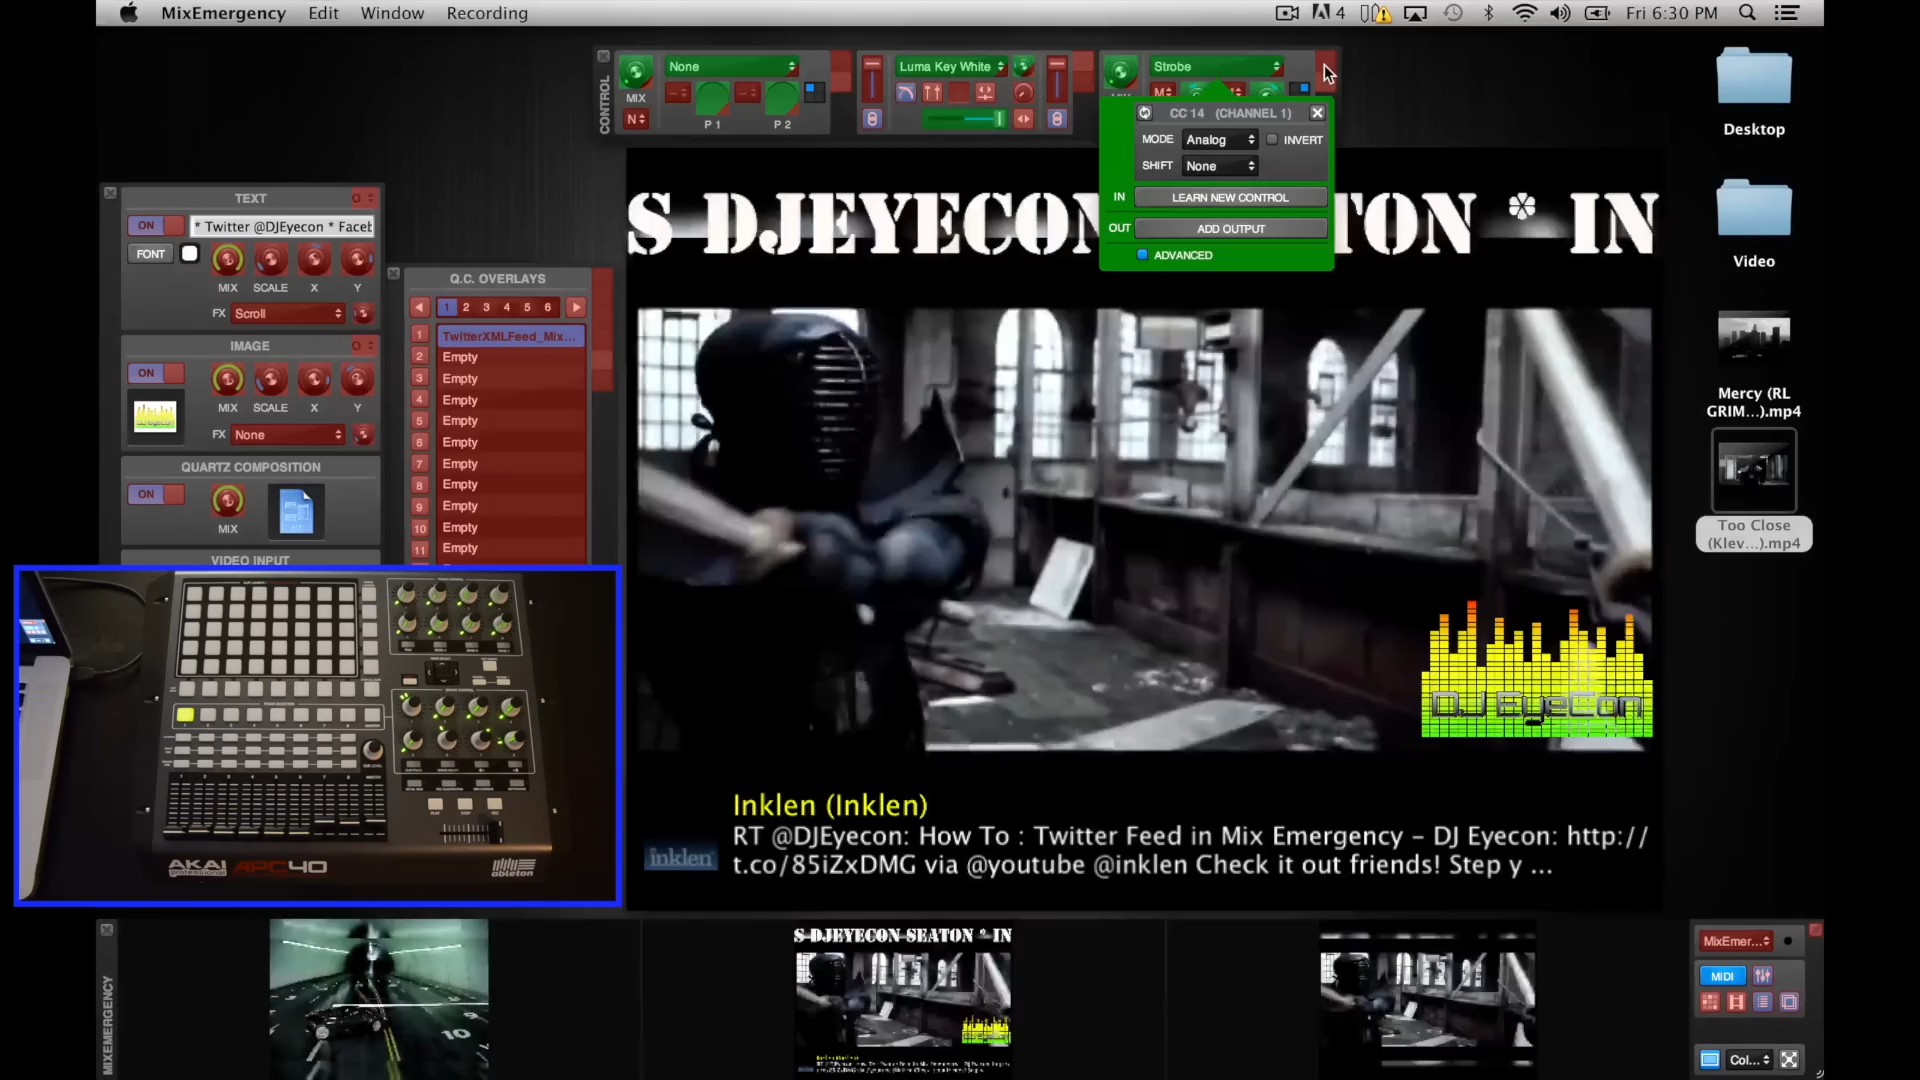 MixEmergency Edit Window Recording
4 Fri 6:30 PM
CONTROL
None
MIX
N
P 1 P 2
Luma Key White
Strobe
CC 14 (CHANNEL 1)
MODE Analog INVERT
SHIFT None
IN LEARN NEW CONTROL
OUT ADD OUTPUT
ADVANCED
Desktop
Video
Mercy (RL
GRIM...).mp4
Too Close
(Klev...).mp4
TEXT
ON * Twitter @DJEyecon * Faceb
FONT
MIX SCALE X Y
FX Scroll
IMAGE
ON
MIX SCALE X Y
FX None
QUARTZ COMPOSITION
ON
MIX
VIDEO INPUT
Q.C. OVERLAYS
1 2 3 4 5 6
1 TwitterXMLFeed_Mix...
2 Empty
3 Empty
4 Empty
5 Empty
6 Empty
7 Empty
8 Empty
9 Empty
10 Empty
11 Empty
S DJEYECON SEATON * IN
DJ EyeCon
Inklen (Inklen)
RT @DJEyecon: How To : Twitter Feed in Mix Emergency – DJ Eyecon: http://
inklen t.co/85iZxDMG via @youtube @inklen Check it out friends! Step y ...
AKAI professional APC40
ableton
MIXEMERGENCY
10
S DJEYECON SEATON * IN
MixEmer...
MIDI
Col...